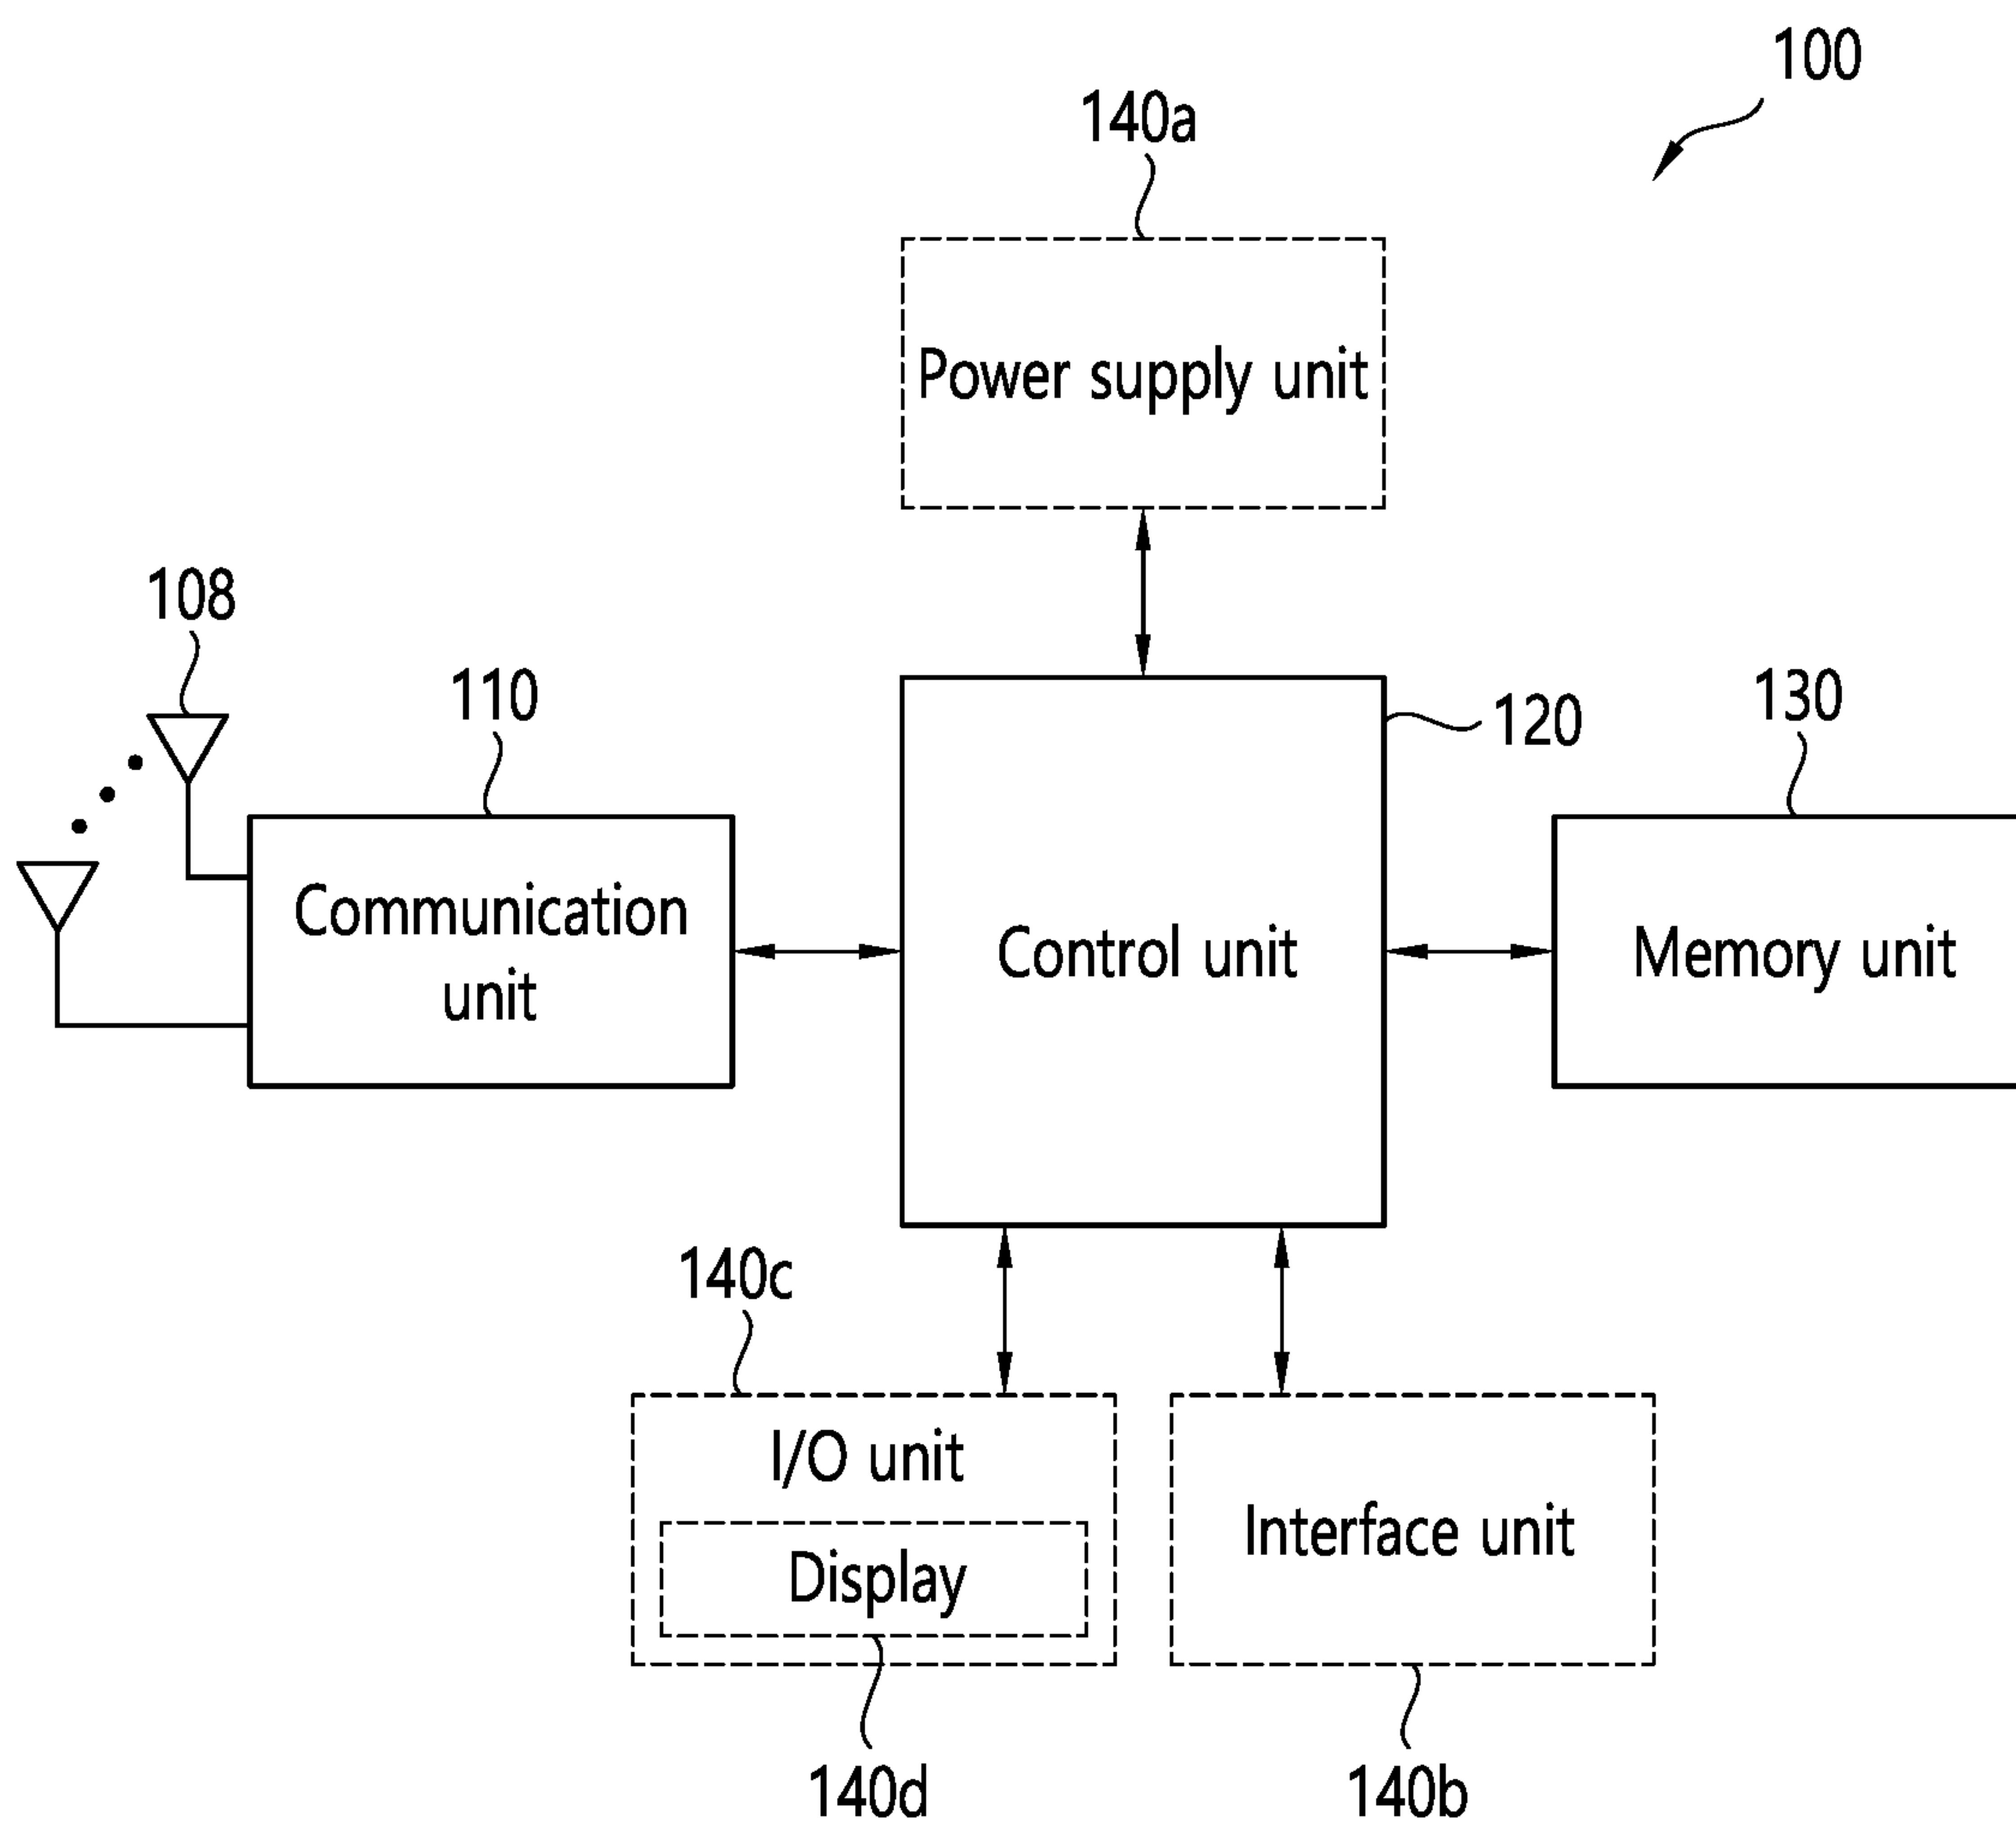 100
140a
Power supply unit
108
110
120
130
Communication
unit
Control unit
Memory unit
140c
I/O unit
Display
Interface unit
140d
140b